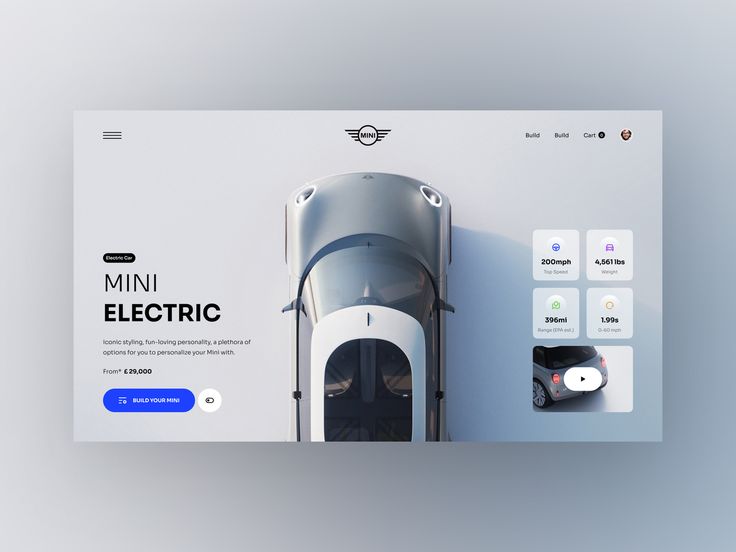 MINI
Build
Build
Cart 0
Electric Car
MINI
ELECTRIC
Iconic styling, fun-loving personality, a plethora of
options for you to personalize your Mini with.
From* £ 29,000
BUILD YOUR MINI
200mph
Top Speed
4,561 lbs
Weight
396mi
Range (EPA est.)
1.99s
0-60 mph